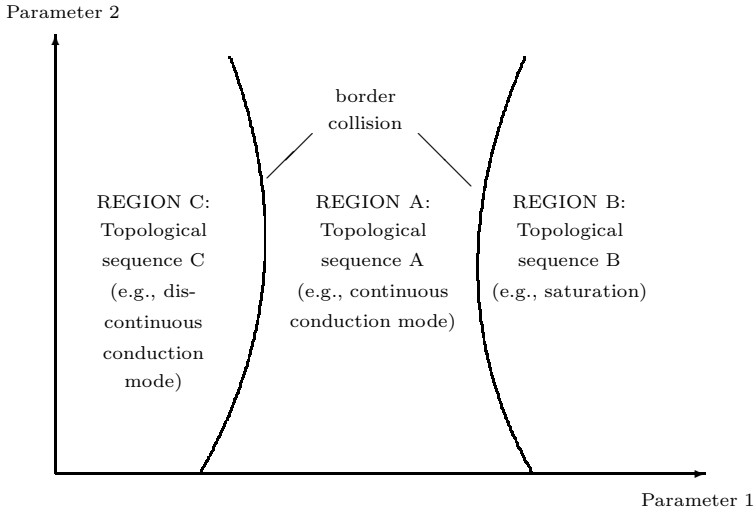 Parameter 2
border
collision
REGION C:
Topological
sequence C
(e.g., dis-
continuous
conduction
mode)
REGION A:
Topological
sequence A
(e.g., continuous
conduction mode)
REGION B:
Topological
sequence B
(e.g., saturation)
Parameter 1